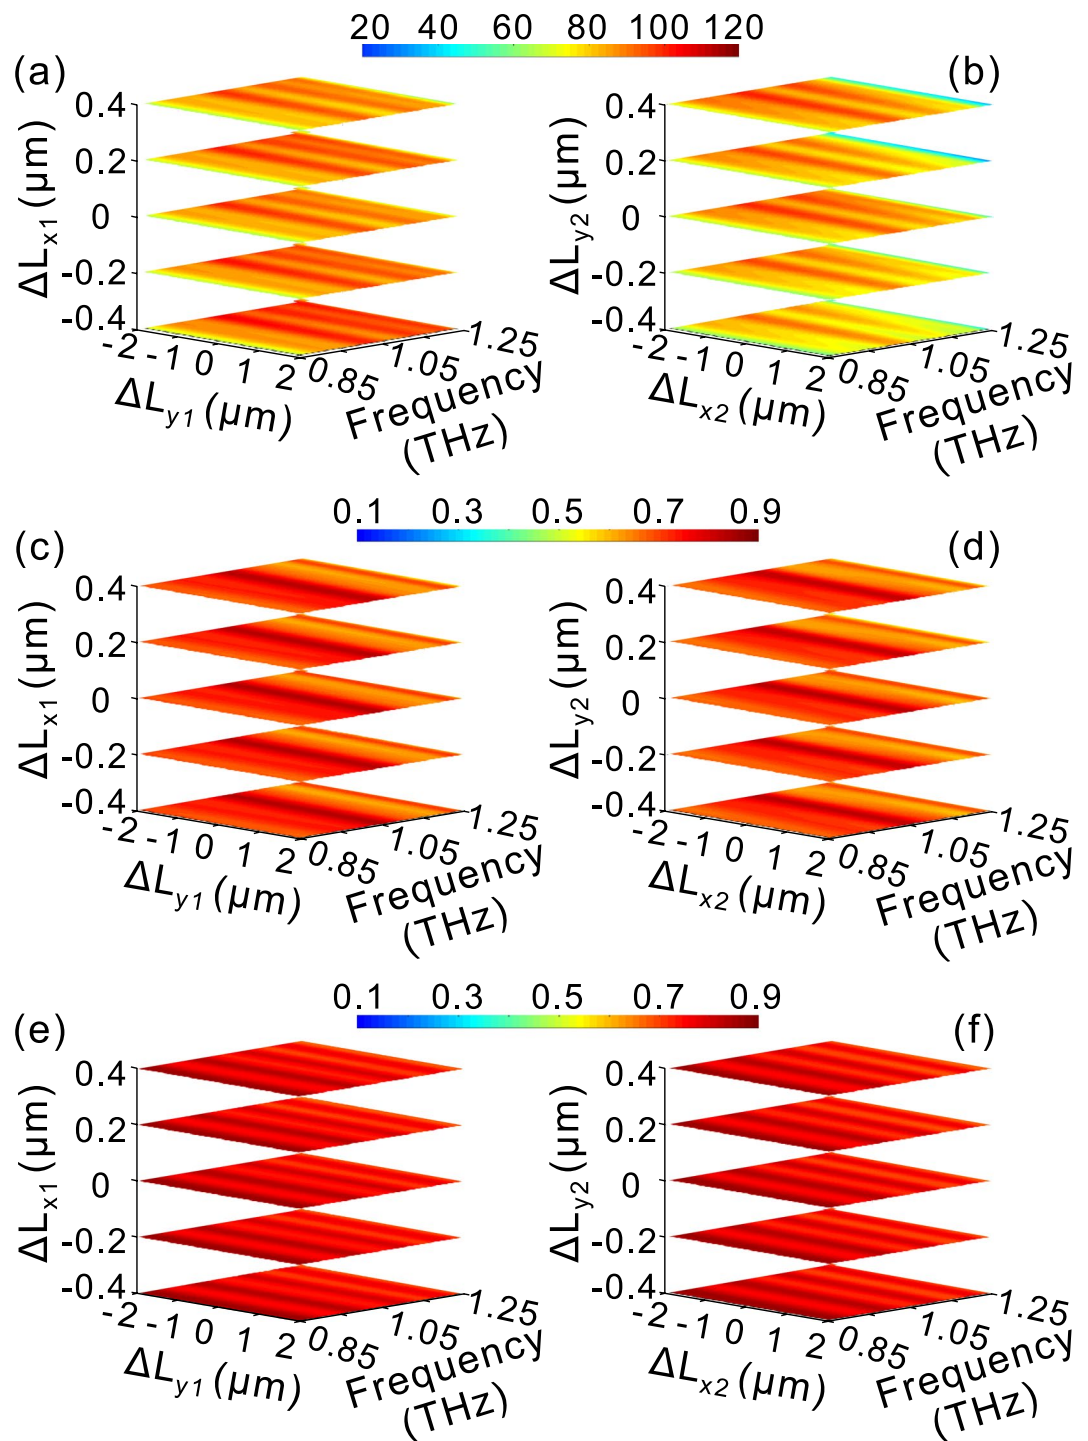 20 40 60 80 100 120
(a) (b)
0.4 0.4
0.2 0.2
0 0
-0.2 -0.2
-0.4 -0.4
ΔLx1 (μm) ΔLy2 (μm)
-2 -1 0 1 2 0.85 1.05 1.25 -2 -1 0 1 2 0.85 1.05 1.25
ΔLy1 (μm) Frequency ΔLx2 (μm) Frequency
(THz) (THz)
0.1 0.3 0.5 0.7 0.9
(c) (d)
0.4 0.4
0.2 0.2
0 0
-0.2 -0.2
-0.4 -0.4
ΔLx1 (μm) ΔLy2 (μm)
-2 -1 0 1 2 0.85 1.05 1.25 -2 -1 0 1 2 0.85 1.05 1.25
ΔLy1 (μm) Frequency ΔLx2 (μm) Frequency
(THz) (THz)
0.1 0.3 0.5 0.7 0.9
(e) (f)
0.4 0.4
0.2 0.2
0 0
-0.2 -0.2
-0.4 -0.4
ΔLx1 (μm) ΔLy2 (μm)
-2 -1 0 1 2 0.85 1.05 1.25 -2 -1 0 1 2 0.85 1.05 1.25
ΔLy1 (μm) Frequency ΔLx2 (μm) Frequency
(THz) (THz)